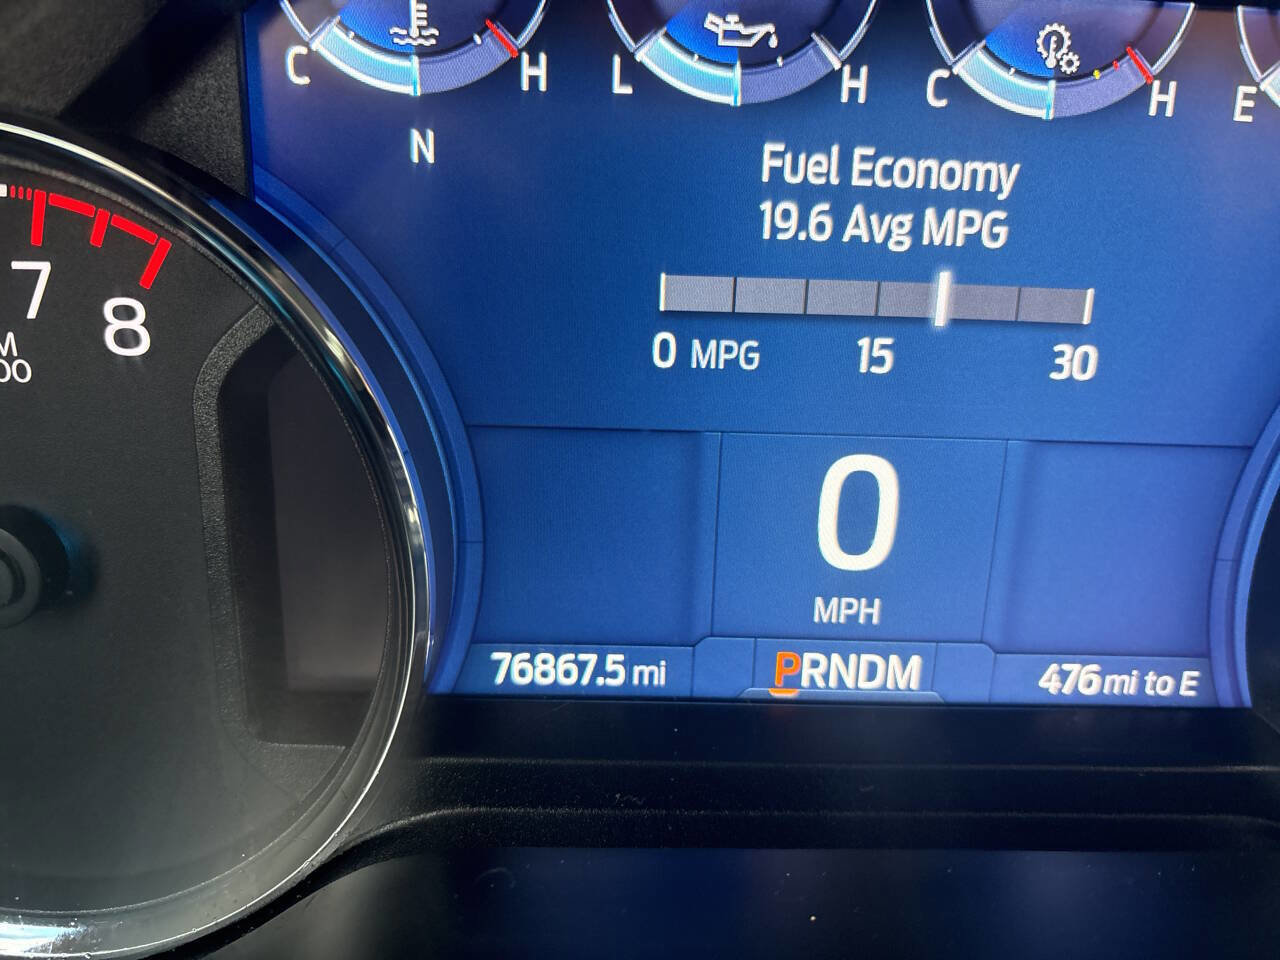 C H L H C H E
N
Fuel Economy
19.6 Avg MPG
0 MPG 15 30
7
8
0
MPH
76867.5 mi PRNDM 476 mi to E